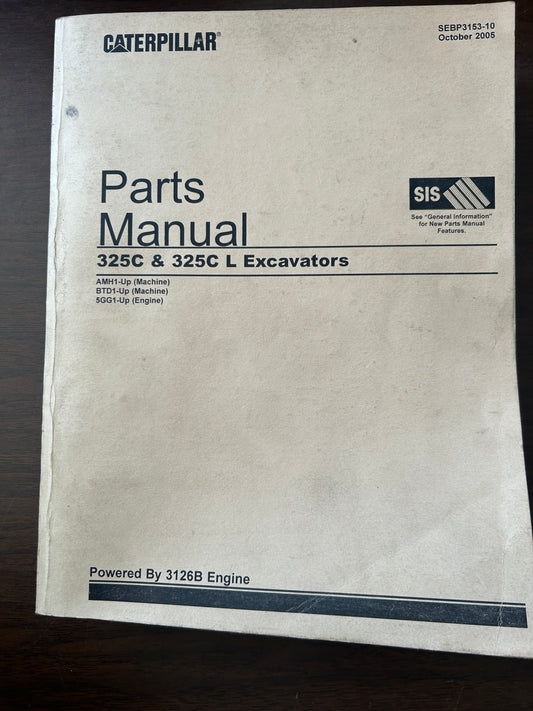 CATERPILLAR®
SEBP3153-10
October 2005
Parts
Manual
SIS
See "General Information"
for New Parts Manual
Features.
325C & 325C L Excavators
AMH1-Up (Machine)
BTD1-Up (Machine)
5GG1-Up (Engine)
Powered By 3126B Engine